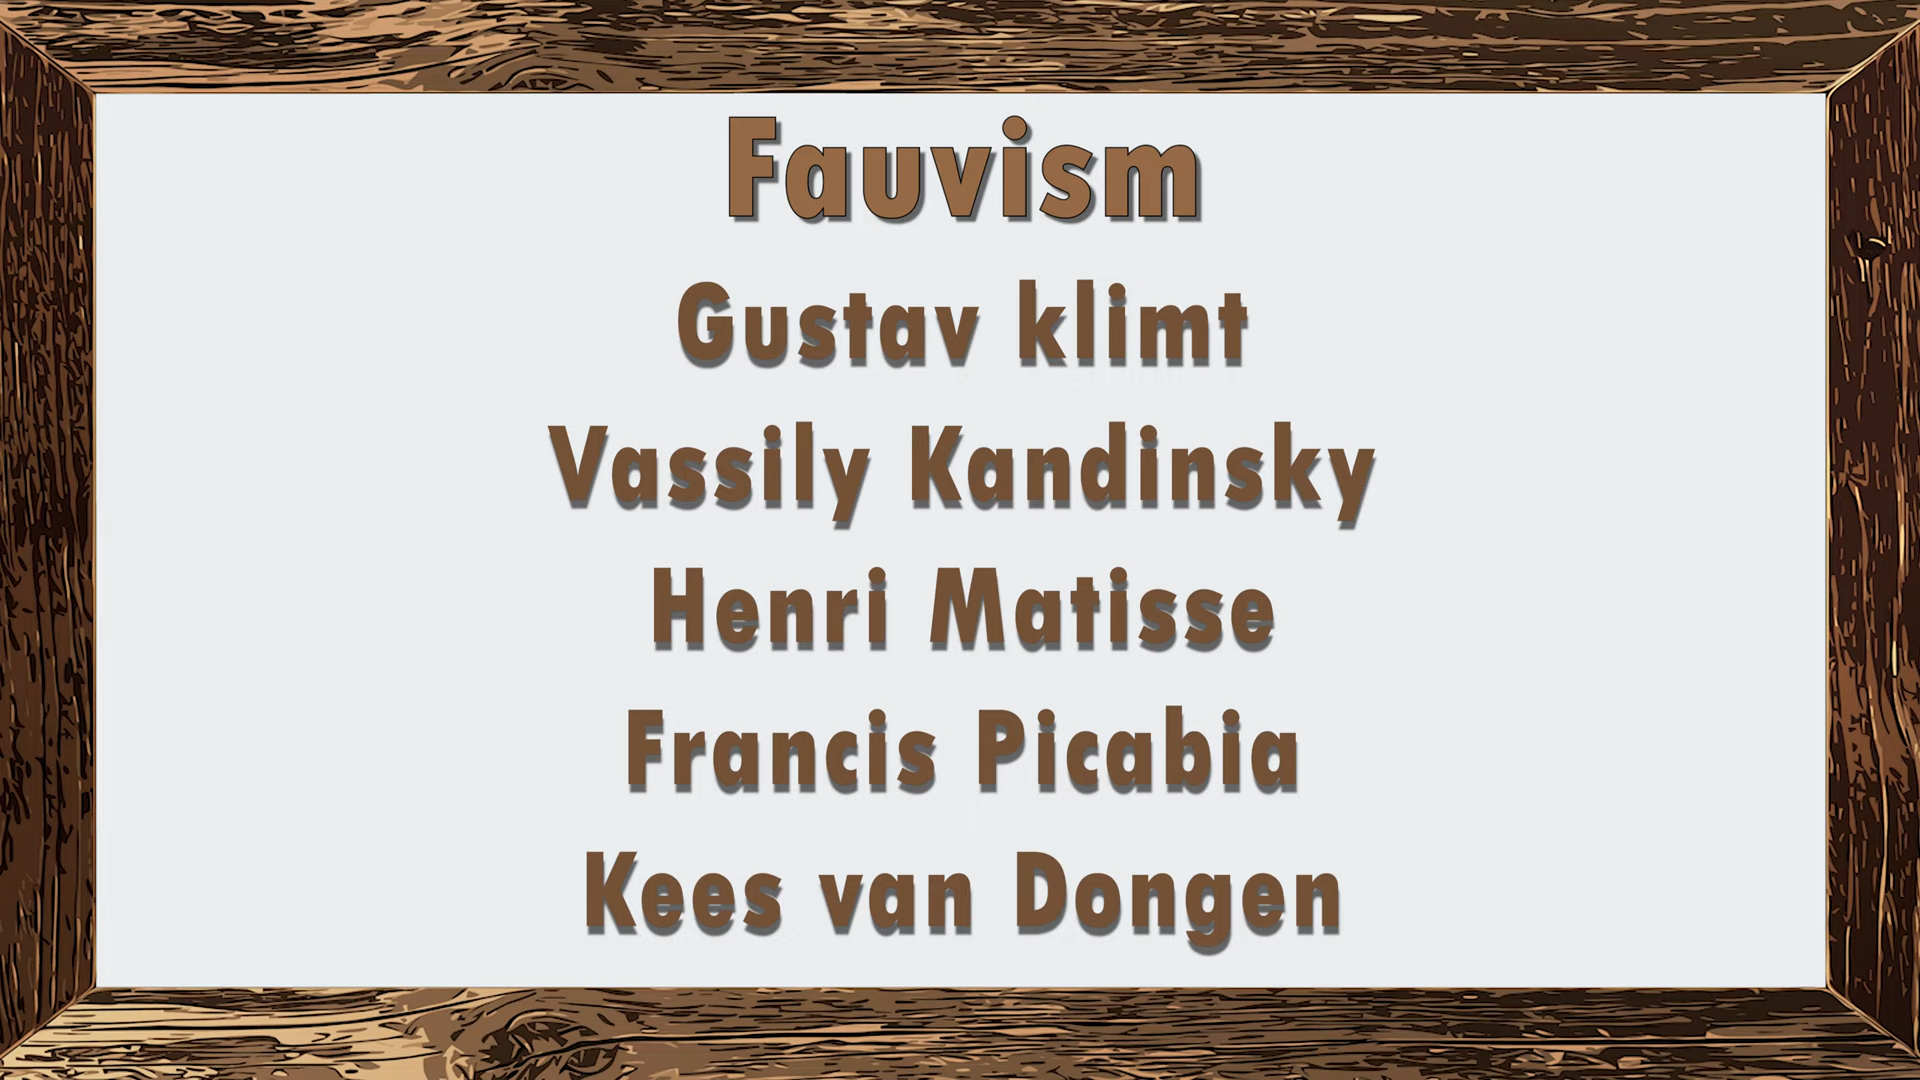 Fauvism
Gustav klimt
Vassily Kandinsky
Henri Matisse
Francis Picabia
Kees van Dongen